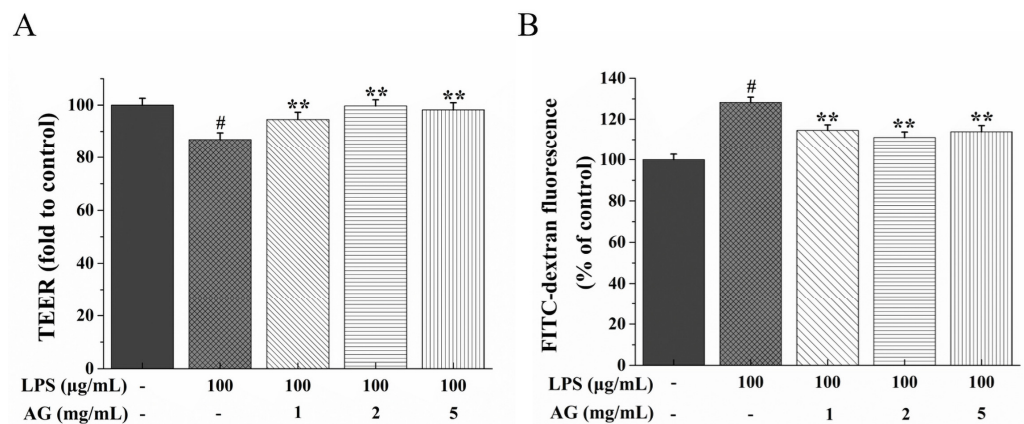 A
TEER (fold to control)
100
80
60
40
20
0
#
**
**
**
LPS (μg/mL) - 100 100 100 100
AG (mg/mL) - - 1 2 5
B
FITC-dextran fluorescence
(% of control)
140
120
100
80
60
40
20
0
#
**
**
**
LPS (μg/mL) - 100 100 100 100
AG (mg/mL) - - 1 2 5